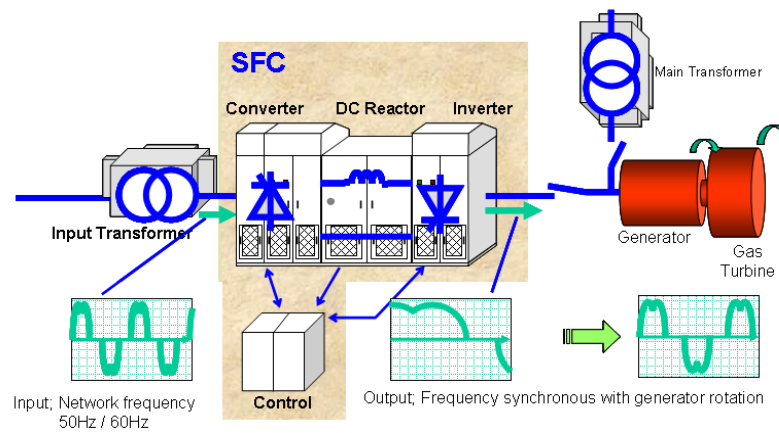 SFC
Converter
DC Reactor
Inverter
Main Transformer
Input Transformer
Generator
Gas
Turbine
Control
Input; Network frequency
50Hz / 60Hz
Output; Frequency synchronous with generator rotation